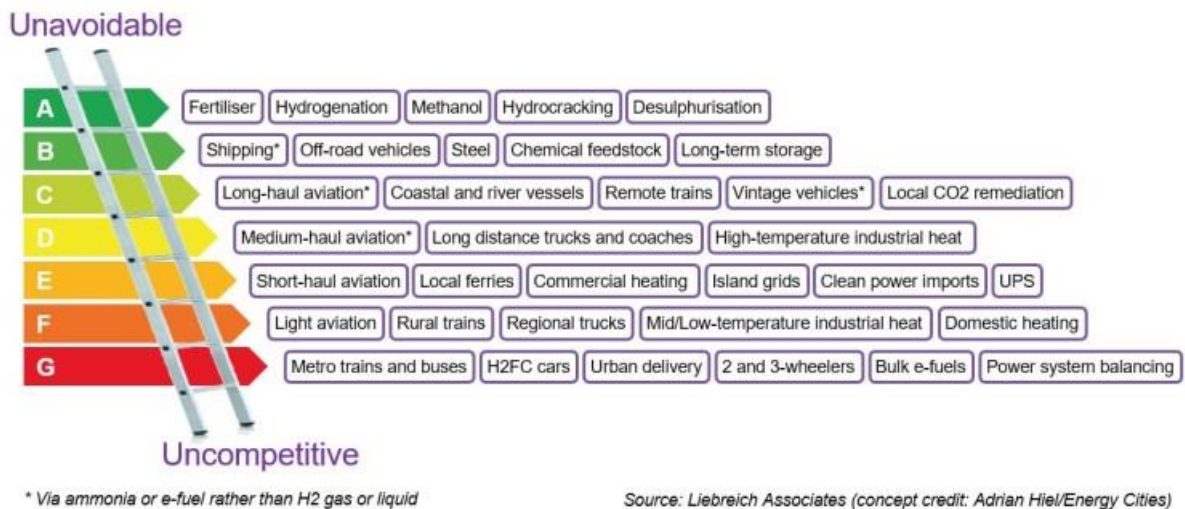 Unavoidable
A Fertiliser Hydrogenation Methanol Hydrocracking Desulphurisation
B Shipping* Off-road vehicles Steel Chemical feedstock Long-term storage
C Long-haul aviation* Coastal and river vessels Remote trains Vintage vehicles* Local CO2 remediation
D Medium-haul aviation* Long distance trucks and coaches High-temperature industrial heat
E Short-haul aviation Local ferries Commercial heating Island grids Clean power imports UPS
F Light aviation Rural trains Regional trucks Mid/Low-temperature industrial heat Domestic heating
G Metro trains and buses H2FC cars Urban delivery 2 and 3-wheelers Bulk e-fuels Power system balancing
Uncompetitive
* Via ammonia or e-fuel rather than H2 gas or liquid Source: Liebreich Associates (concept credit: Adrian Hiel/Energy Cities)